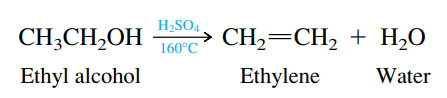 CH₃CH₂OH H₂SO₄ 160°C → CH₂=CH₂ + H₂O
Ethyl alcohol Ethylene Water